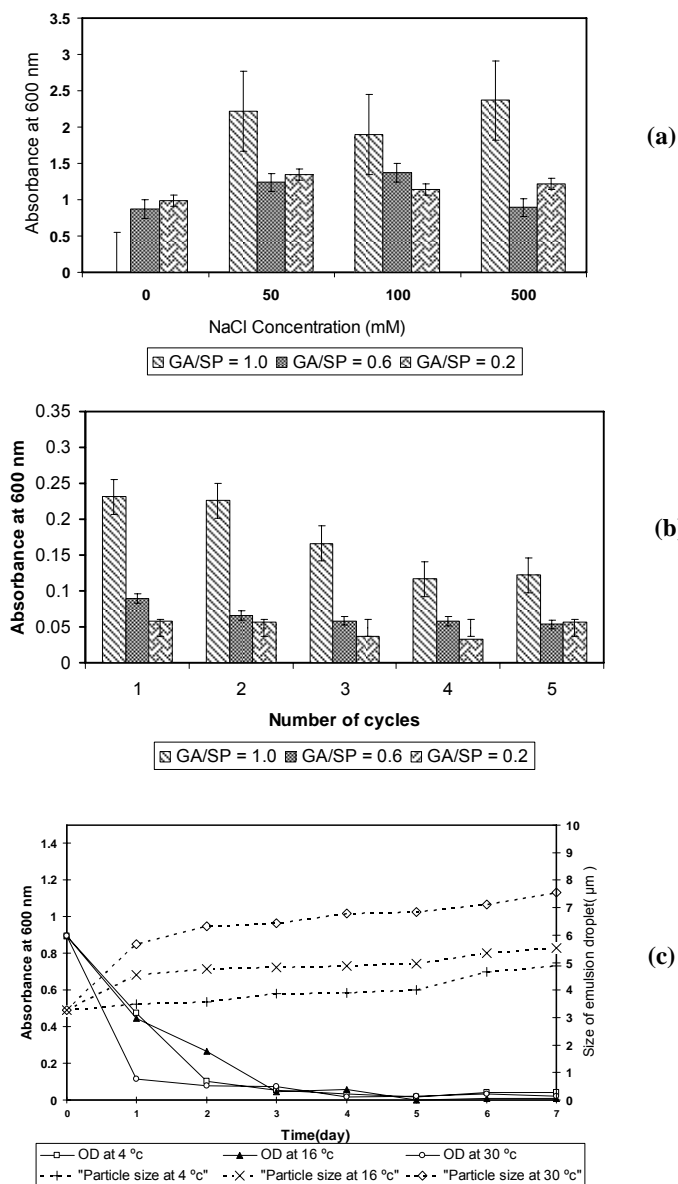 3.5
3
2.5
2
1.5
1
0.5
0
Absorbance at 600 nm
0 50 100 500
NaCl Concentration (mM)
GA/SP = 1.0 GA/SP = 0.6 GA/SP = 0.2
(a)
0.35
0.3
0.25
0.2
0.15
0.1
0.05
0
Absorbance at 600 nm
1 2 3 4 5
Number of cycles
GA/SP = 1.0 GA/SP = 0.6 GA/SP = 0.2
(b)
1.4
1.2
1
0.8
0.6
0.4
0.2
0
Absorbance at 600 nm
10
9
8
7
6
5
4
3
2
1
0
Size of emulsion droplet( µm )
0 1 2 3 4 5 6 7
Time(day)
OD at 4 ºc OD at 16 ºc OD at 30 ºc
"Particle size at 4 ºc" "Particle size at 16 ºc" "Particle size at 30 ºc"
(c)